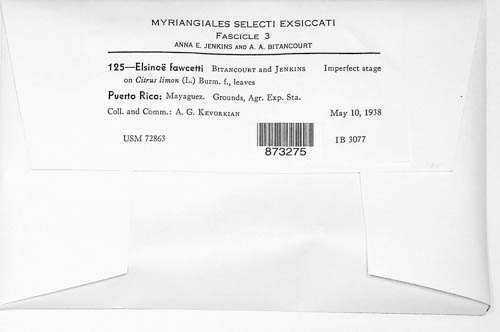 MYRIANGIALES SELECTI EXSICCATI
FASCICLE 3
ANNA E. JENKINS AND A. A. BITANCOURT
125—Elsinoë fawcetti BITANCOURT AND JENKINS Imperfect stage
on Citrus limon (L.) Burm. f., leaves
Puerto Rico: Mayaguez. Grounds, Agr. Exp. Sta.
Coll. and Comm.: A. G. KEVORKIAN May 10, 1938
USM 72863 IB 3077
873275